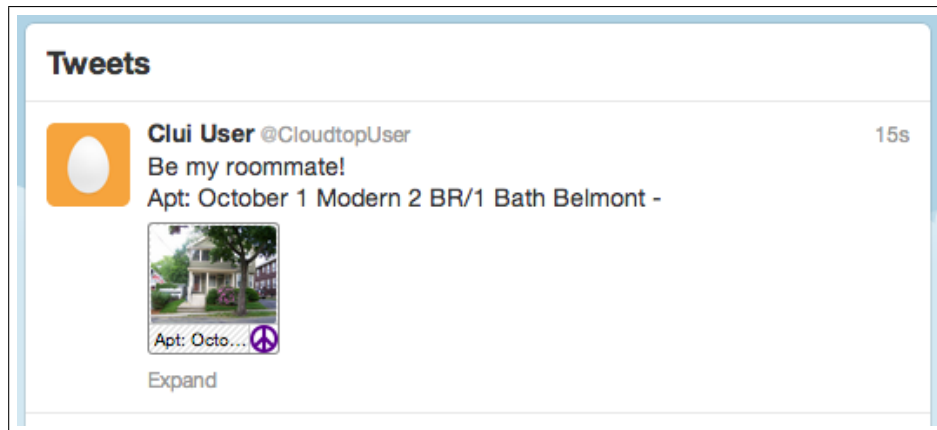 Tweets
Clui User @CloudtopUser 15s
Be my roommate!
Apt: October 1 Modern 2 BR/1 Bath Belmont -
Apt: Octo...
Expand